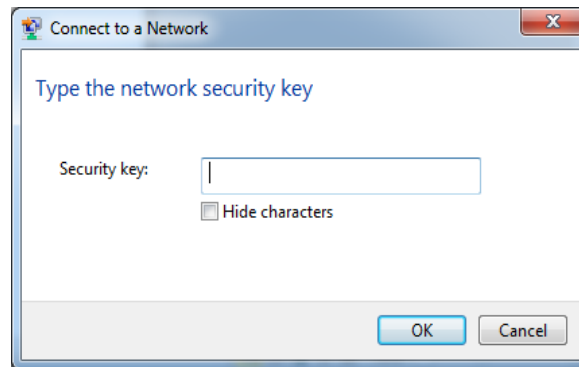 Connect to a Network
Type the network security key
Security key:
Hide characters
OK
Cancel